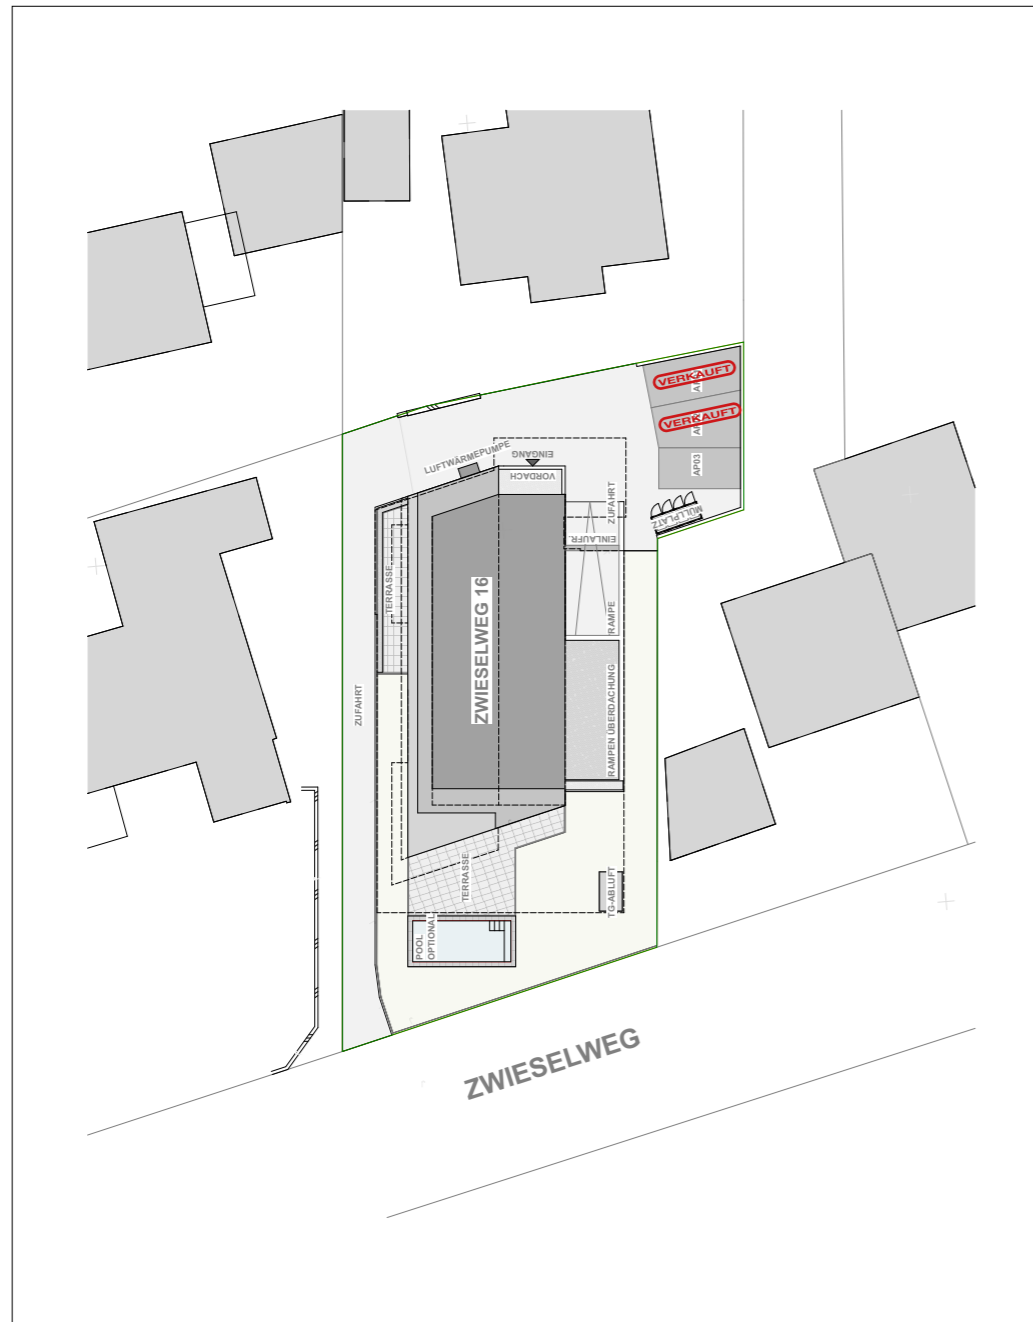 VERKAUFT
VERKAUFT
AP03
LUFTWÄRMEPUMPE
EINGANG
VORDACH
ZUFAHRT
MÜLLPLATZ
EINLAUFR.
TERRASSE
ZWIESELWEG 16
RAMPE
ZUFAHRT
RAMPEN ÜBERDACHUNG
TERRASSE
TG-ABLUFT
POOL
OPTIONAL
ZWIESELWEG